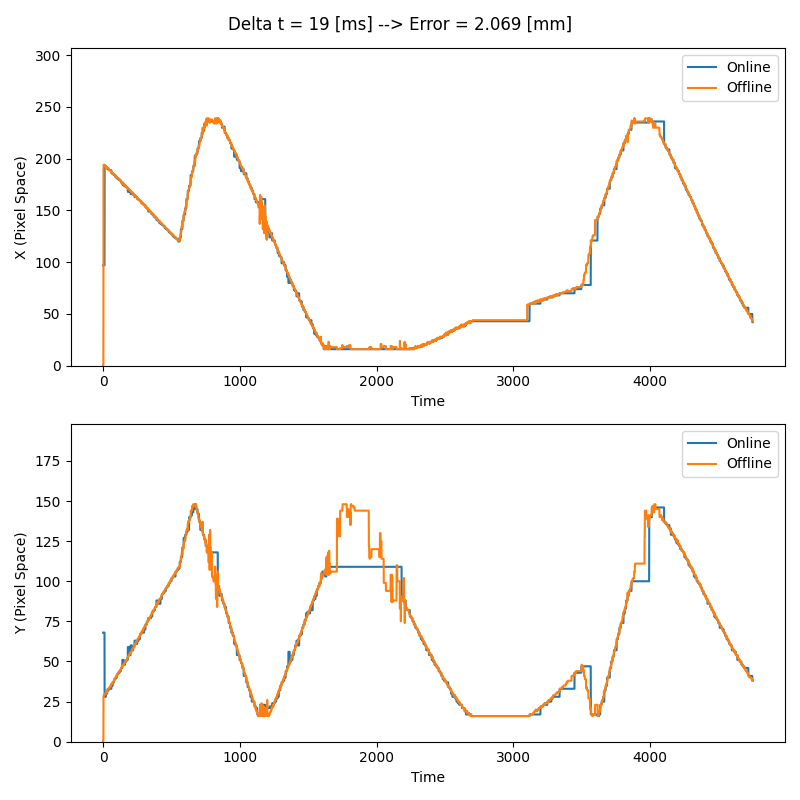 Delta t = 19 [ms] --> Error = 2.069 [mm]
300
250
200
150
100
50
0
X (Pixel Space)
Online
Offline
0 1000 2000 3000 4000
Time
175
150
125
100
75
50
25
0
Y (Pixel Space)
Online
Offline
0 1000 2000 3000 4000
Time